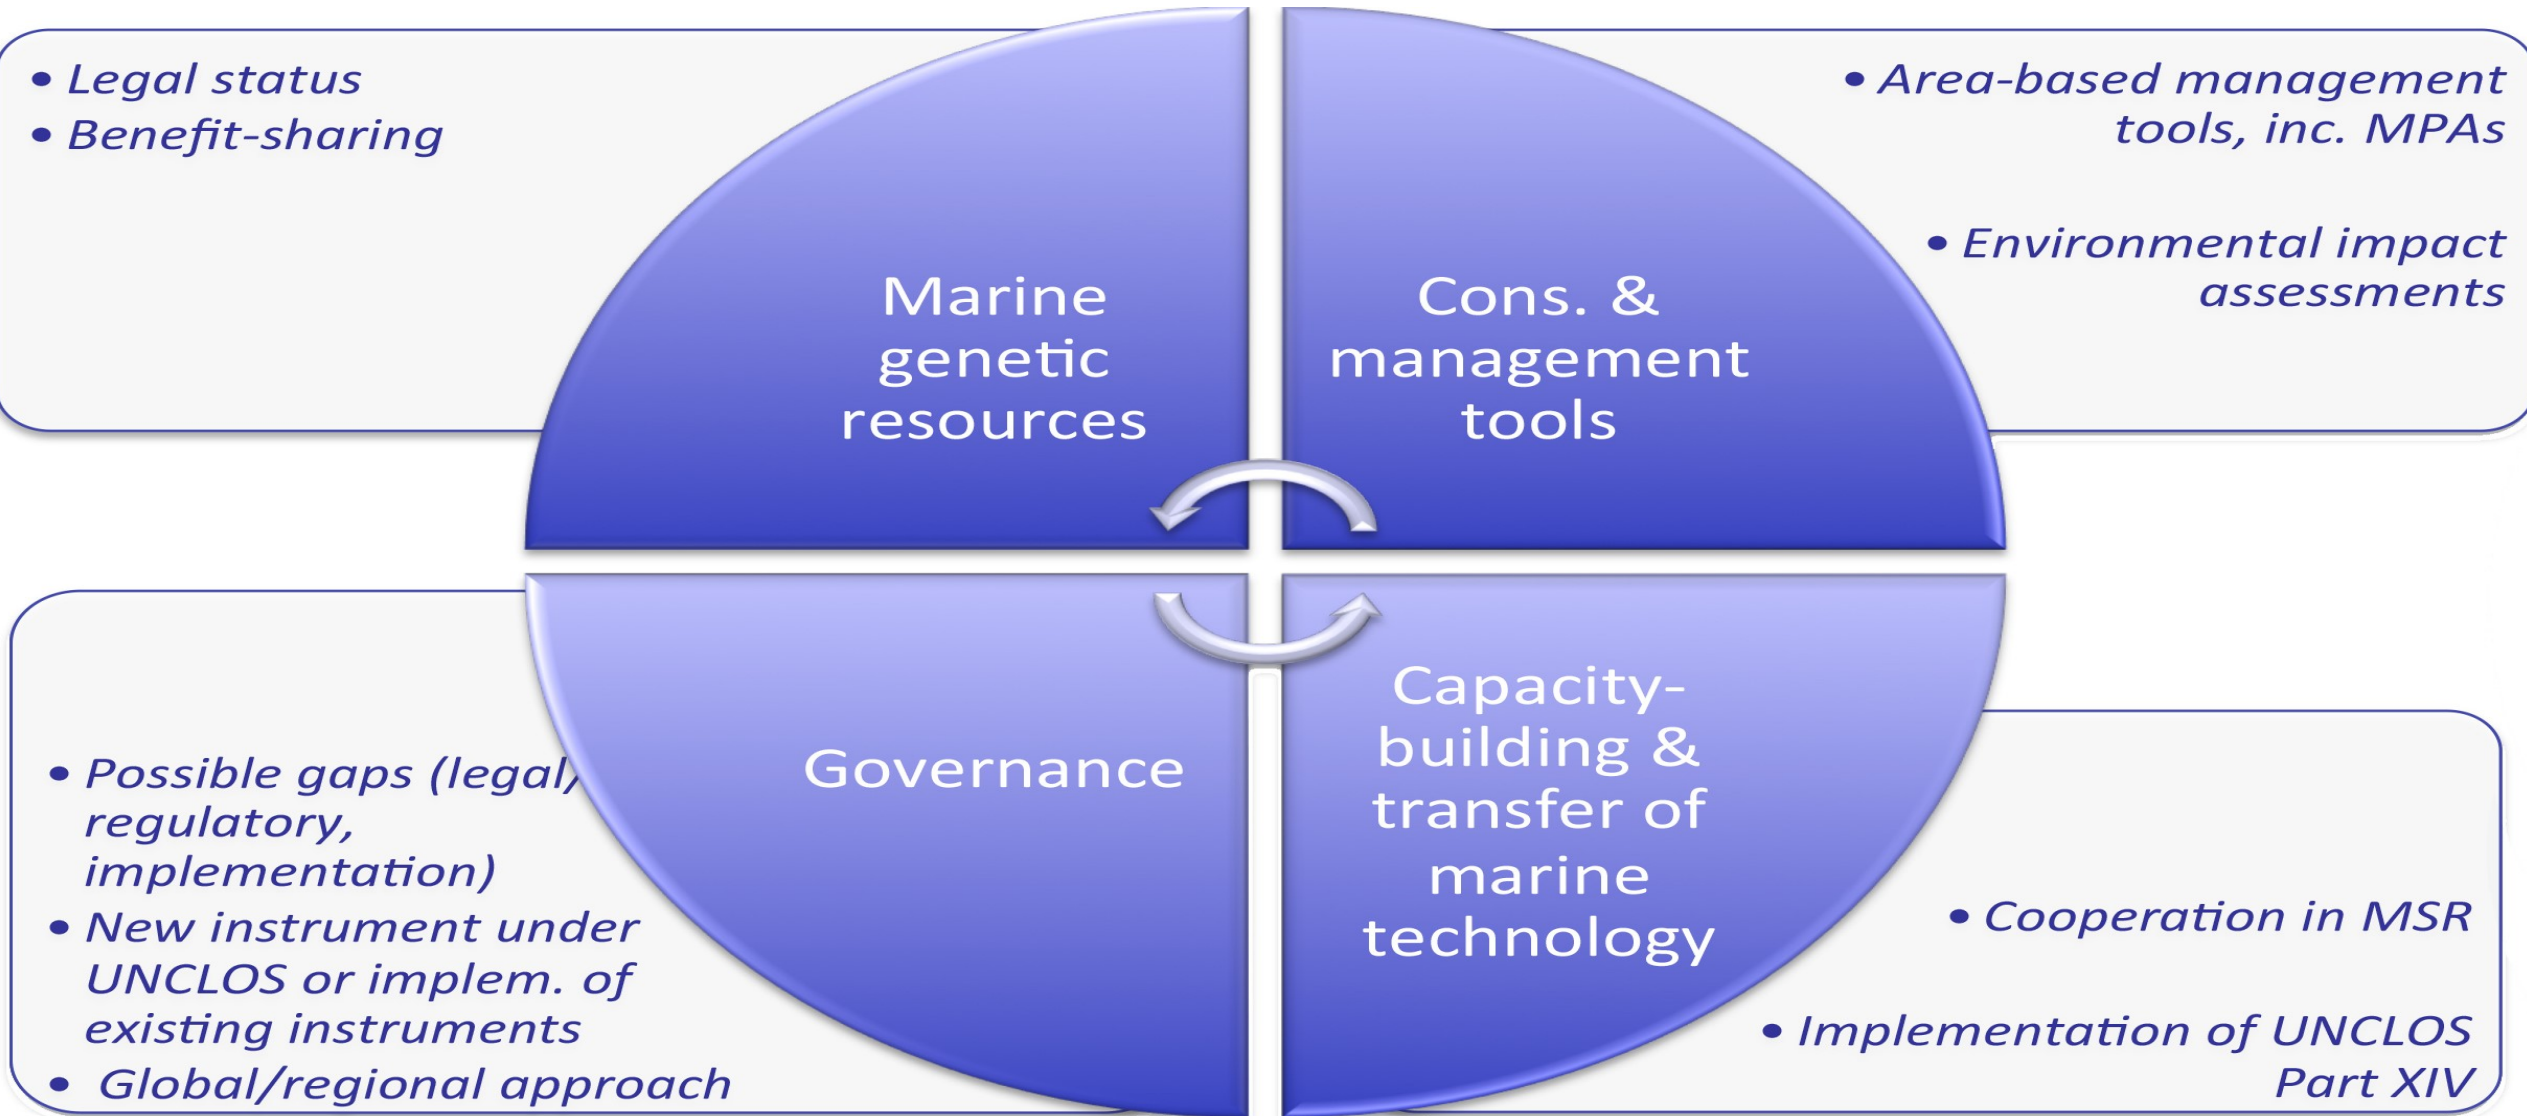 • Legal status
• Benefit-sharing
Marine
genetic
resources
Cons. &
management
tools
• Area-based management
tools, inc. MPAs
• Environmental impact
assessments
• Possible gaps (legal/
regulatory,
implementation)
• New instrument under
UNCLOS or implem. of
existing instruments
• Global/regional approach
Governance
Capacity-
building &
transfer of
marine
technology
• Cooperation in MSR
• Implementation of UNCLOS
Part XIV